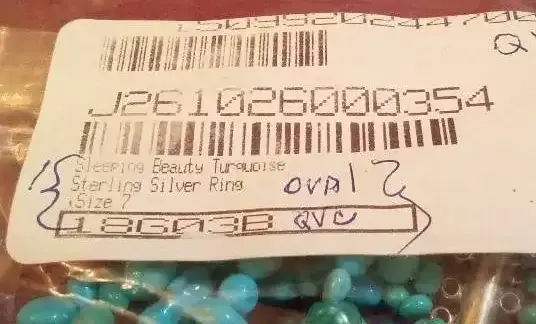 QV
J261026000354
Sleeping Beauty Turquoise
Sterling Silver Ring oval
Size 7
18G03B QVC